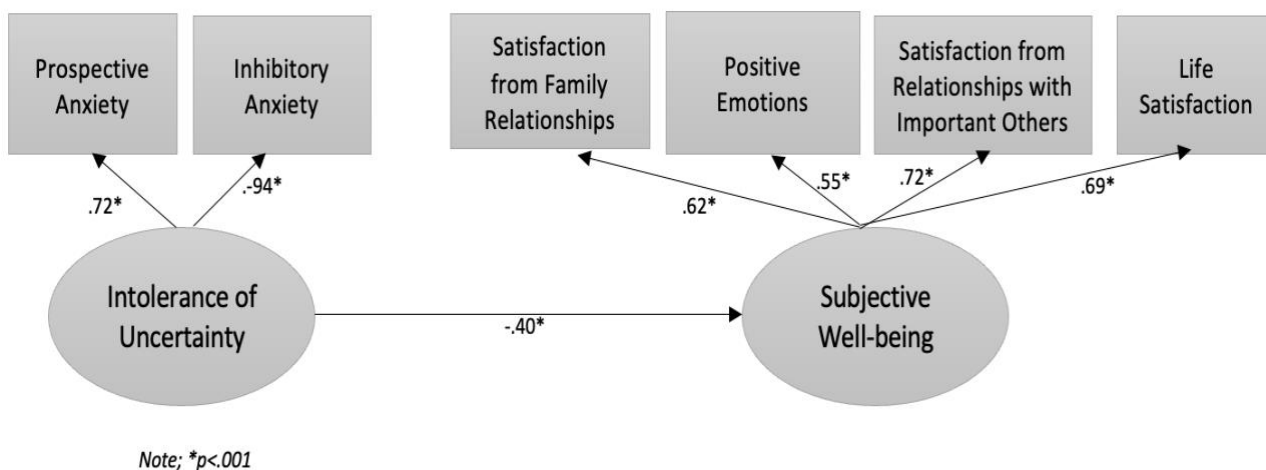 Prospective
Anxiety
Inhibitory
Anxiety
Satisfaction
from Family
Relationships
Positive
Emotions
Satisfaction from
Relationships with
Important Others
Life
Satisfaction
.72*
.-94*
.62*
.55*
.72*
.69*
Intolerance of
Uncertainty
-.40*
Subjective
Well-being
Note; *p<.001